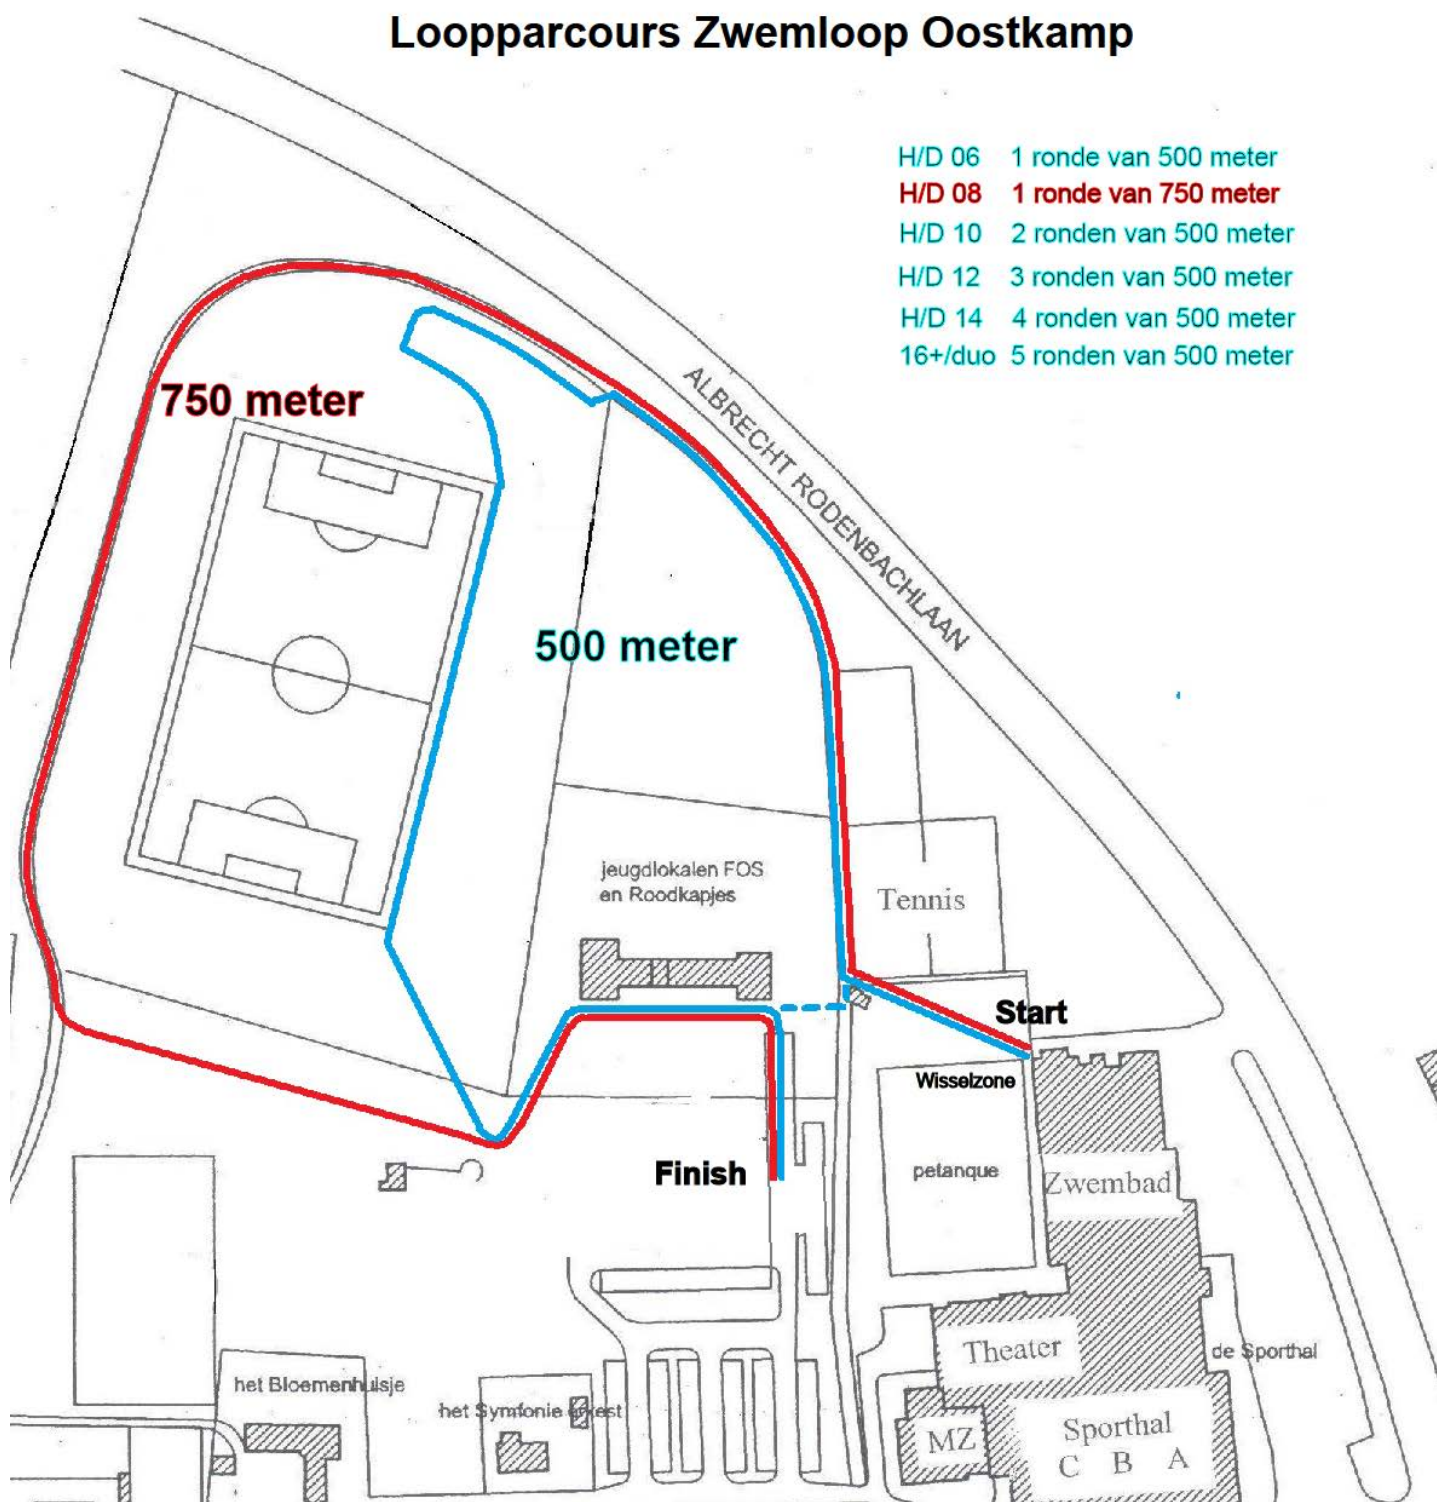 Loopparcours Zwemloop Oostkamp
H/D 06 1 ronde van 500 meter
H/D 08 1 ronde van 750 meter
H/D 10 2 ronden van 500 meter
H/D 12 3 ronden van 500 meter
H/D 14 4 ronden van 500 meter
16+/duo 5 ronden van 500 meter
750 meter
ALBRECHT RODENBACHLAAN
500 meter
jeugdlokalen FOS
en Roodkapjes
Tennis
Start
Wisselzone
Finish
petanque
Zwembad
Theater
de Sporthal
het Bloemenhuisje
het Symfonie
MZ
Sporthal
C B A